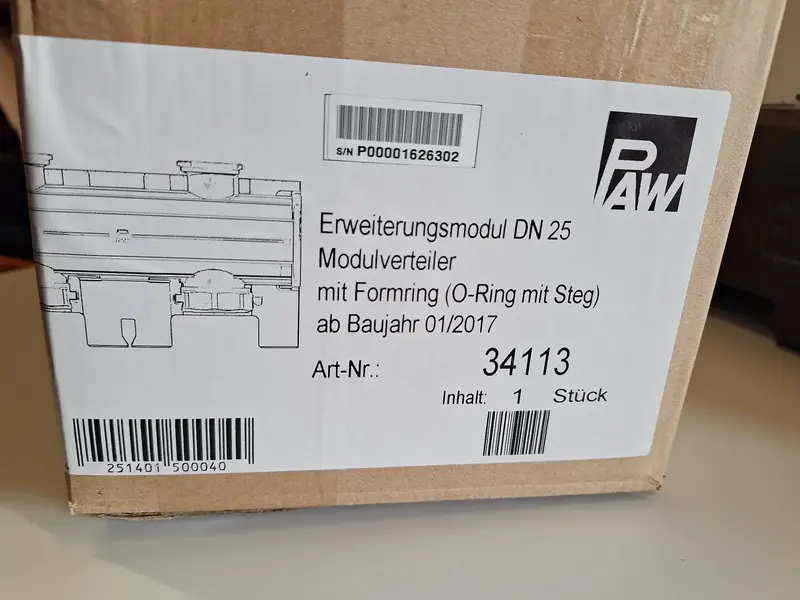 S/N P00001626302
PAW
Erweiterungsmodul DN 25
Modulverteiler
mit Formring (O-Ring mit Steg)
ab Baujahr 01/2017
Art-Nr.: 34113
Inhalt: 1 Stück
251401 500040